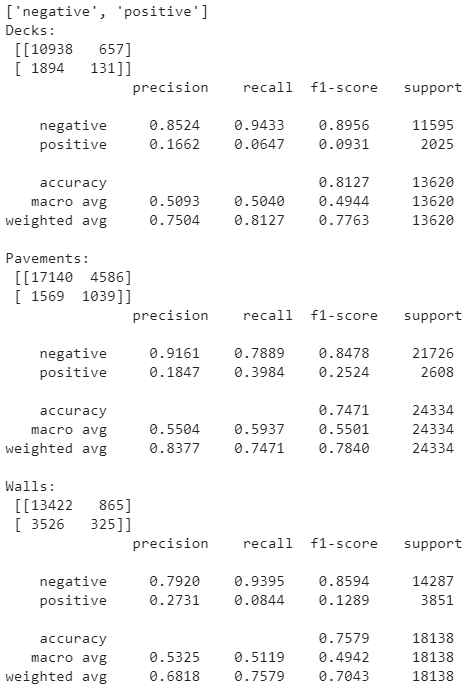 ['negative', 'positive']
Decks:
[[10938 657]
[ 1894 131]]
precision recall f1-score support
negative 0.8524 0.9433 0.8956 11595
positive 0.1662 0.0647 0.0931 2025
accuracy 0.8127 13620
macro avg 0.5093 0.5040 0.4944 13620
weighted avg 0.7504 0.8127 0.7763 13620
Pavements:
[[17140 4586]
[ 1569 1039]]
precision recall f1-score support
negative 0.9161 0.7889 0.8478 21726
positive 0.1847 0.3984 0.2524 2608
accuracy 0.7471 24334
macro avg 0.5504 0.5937 0.5501 24334
weighted avg 0.8377 0.7471 0.7840 24334
Walls:
[[13422 865]
[ 3526 325]]
precision recall f1-score support
negative 0.7920 0.9395 0.8594 14287
positive 0.2731 0.0844 0.1289 3851
accuracy 0.7579 18138
macro avg 0.5325 0.5119 0.4942 18138
weighted avg 0.6818 0.7579 0.7043 18138